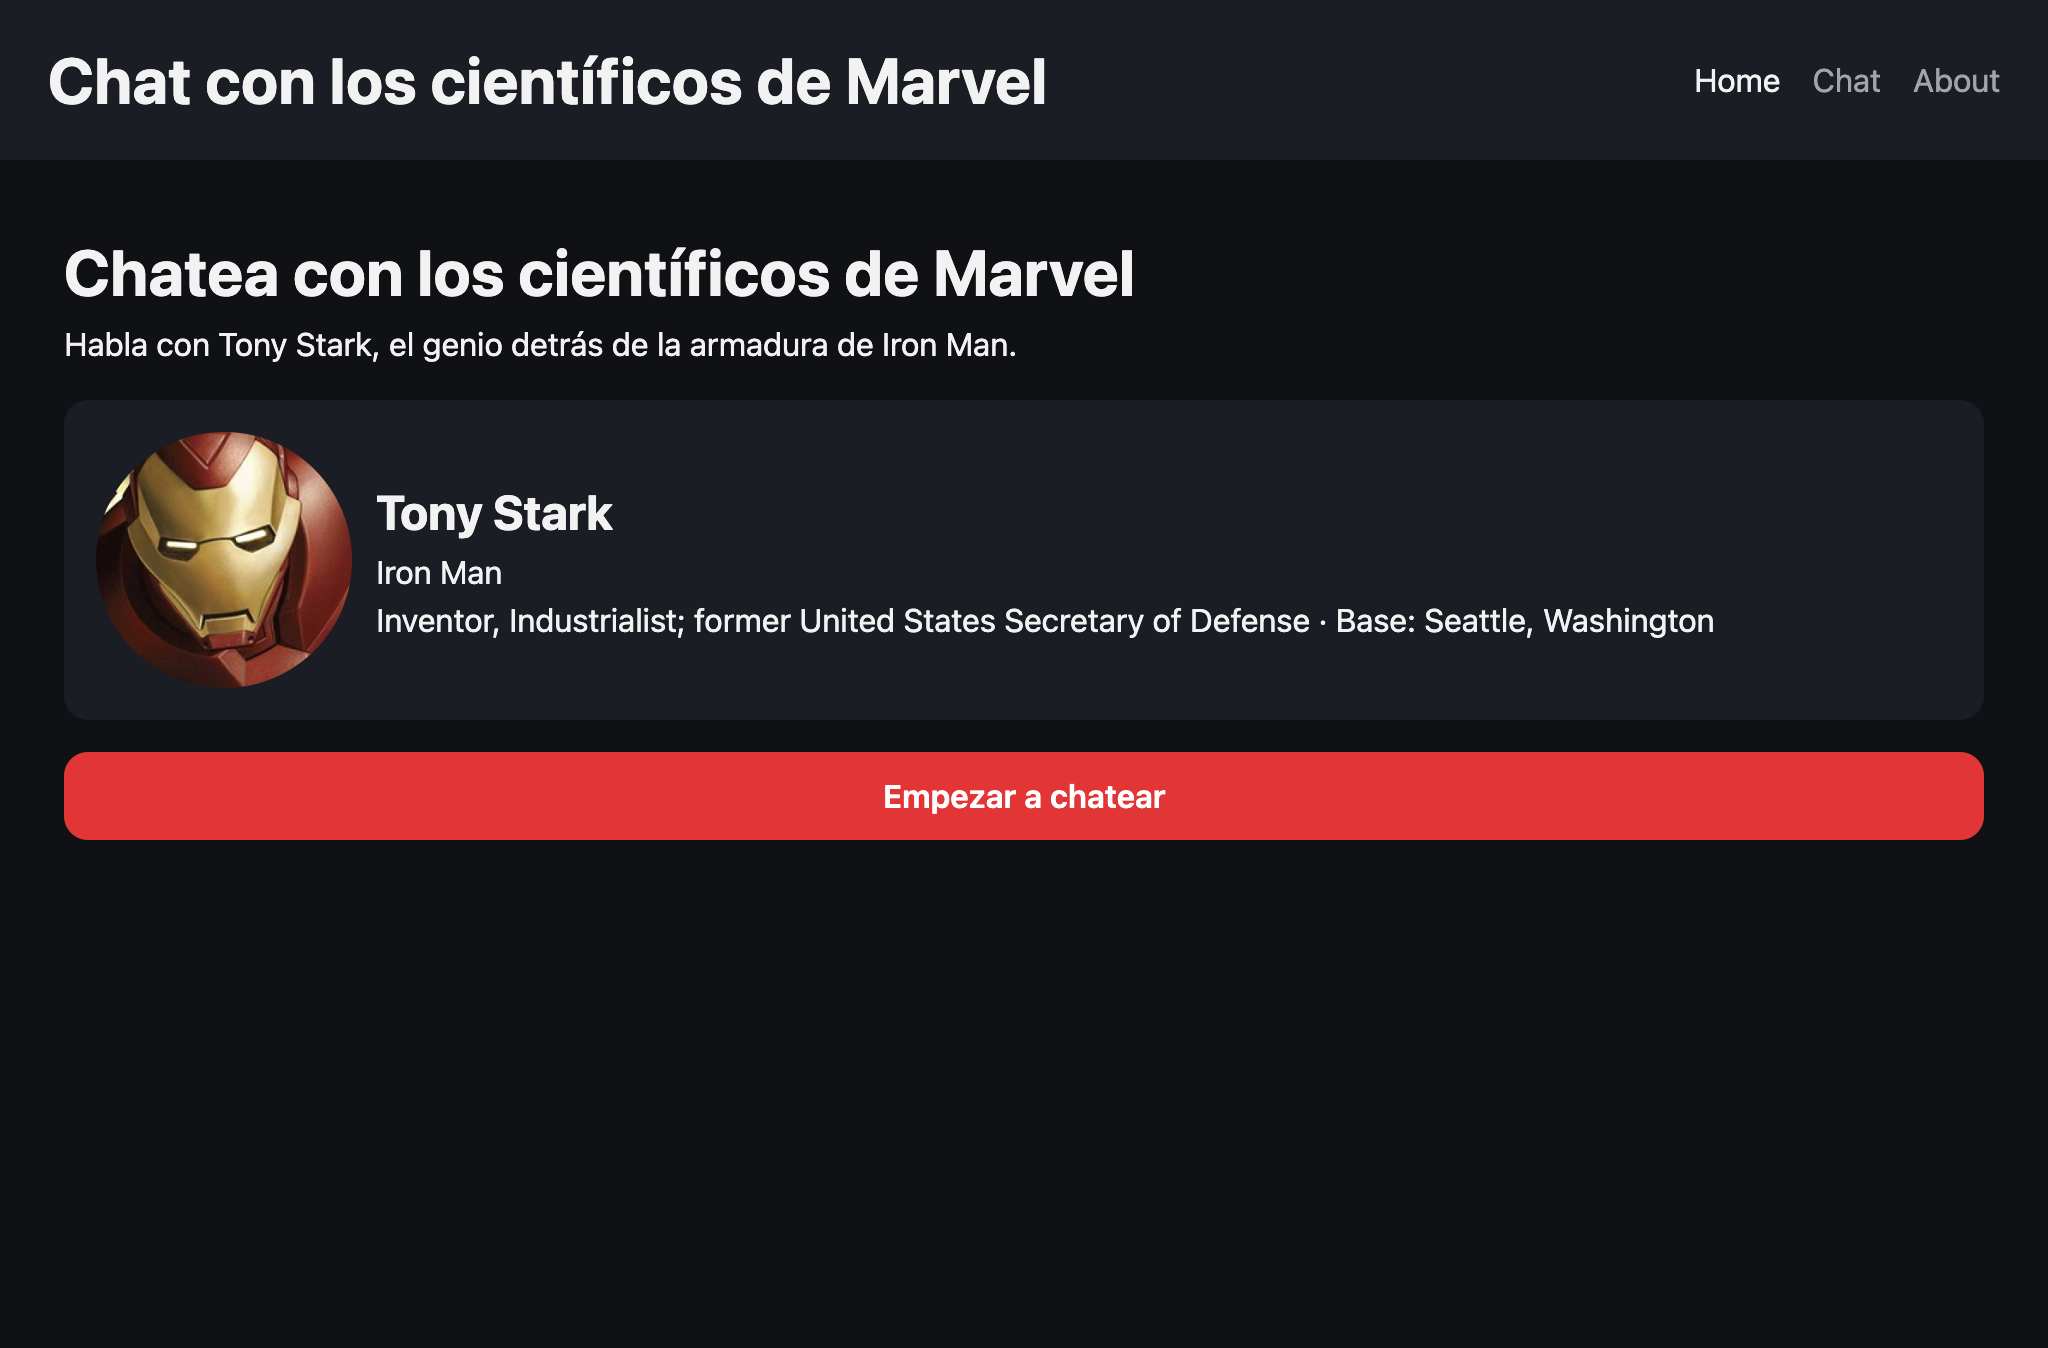 Chat con los científicos de Marvel
Home Chat About
Chatea con los científicos de Marvel
Habla con Tony Stark, el genio detrás de la armadura de Iron Man.
Tony Stark
Iron Man
Inventor, Industrialist; former United States Secretary of Defense · Base: Seattle, Washington
Empezar a chatear